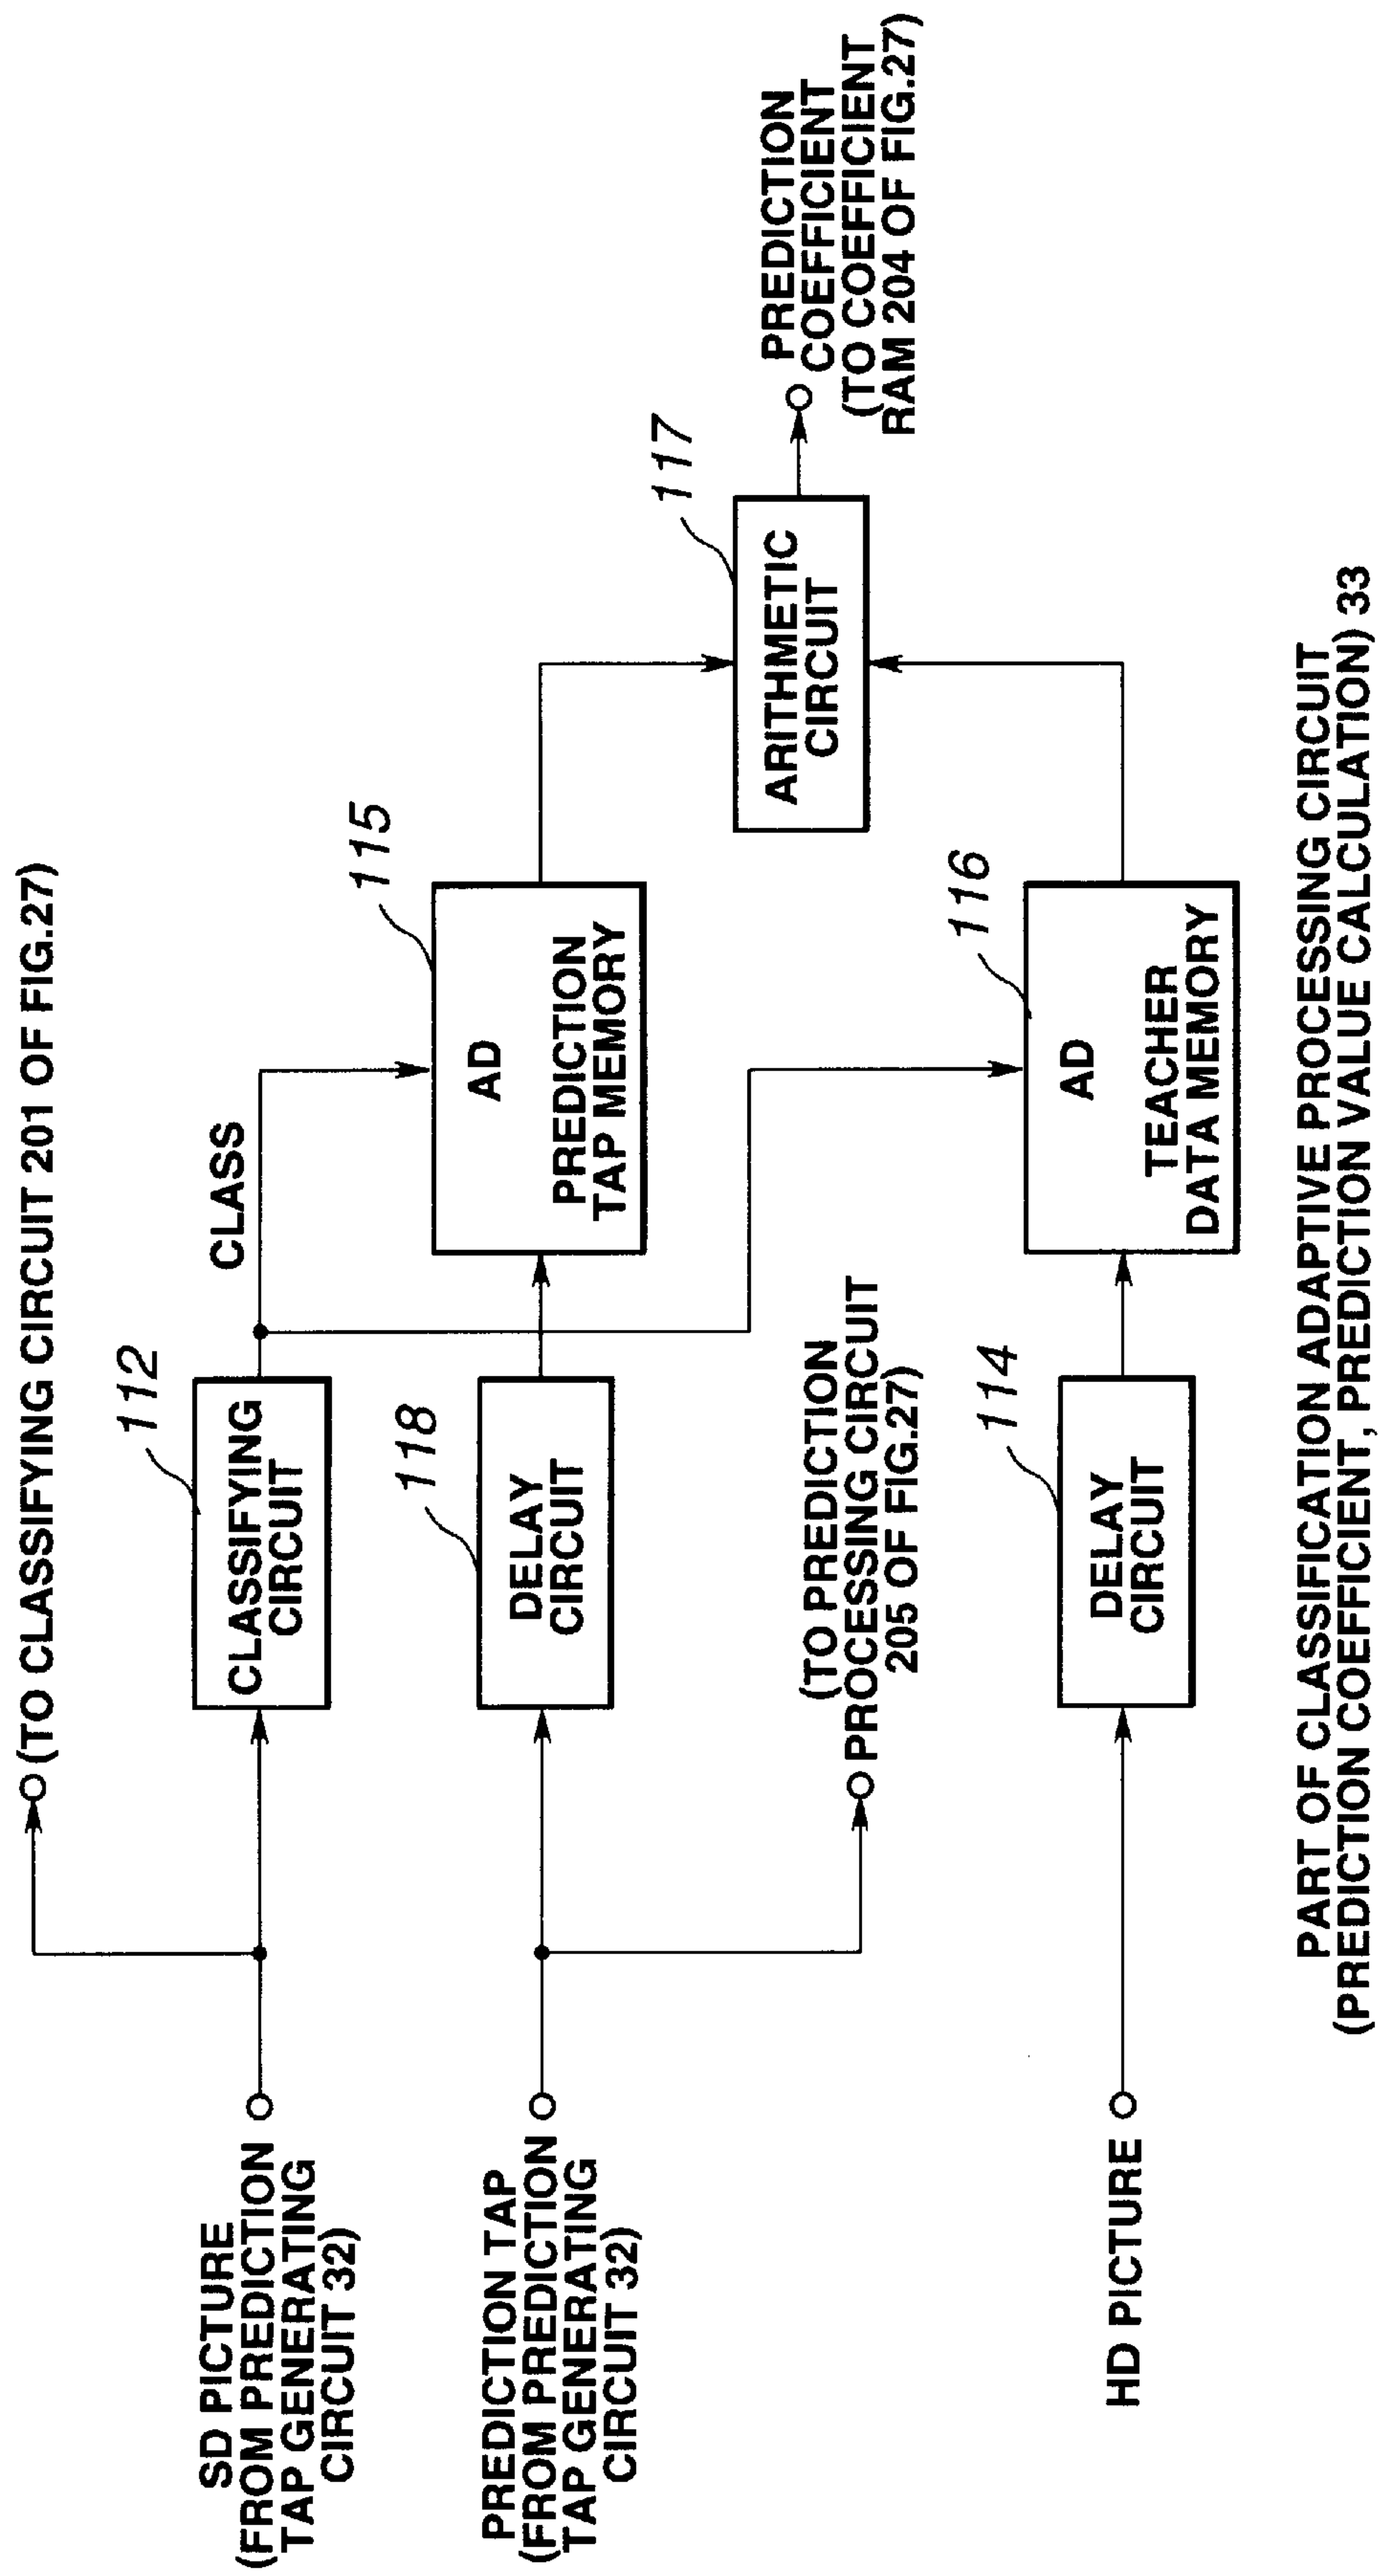 (TO CLASSIFYING CIRCUIT 201 OF FIG.27)
SD PICTURE
(FROM PREDICTION
TAP GENERATING
CIRCUIT 32)
112
CLASSIFYING
CIRCUIT
CLASS
PREDICTION TAP
(FROM PREDICTION
TAP GENERATING
CIRCUIT 32)
118
DELAY
CIRCUIT
115
AD
PREDICTION
TAP MEMORY
(TO PREDICTION
PROCESSING CIRCUIT
205 OF FIG.27)
117
ARITHMETIC
CIRCUIT
PREDICTION
COEFFICIENT
(TO COEFFICIENT
RAM 204 OF FIG.27)
HD PICTURE
114
DELAY
CIRCUIT
116
AD
TEACHER
DATA MEMORY
PART OF CLASSIFICATION ADAPTIVE PROCESSING CIRCUIT
(PREDICTION COEFFICIENT, PREDICTION VALUE CALCULATION) 33